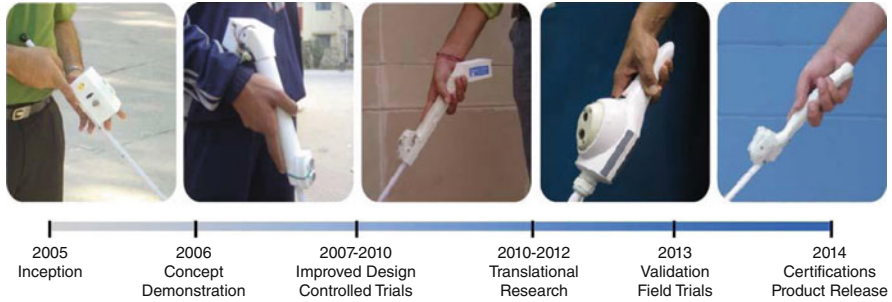 2005
Inception
2006
Concept
Demonstration
2007-2010
Improved Design
Controlled Trials
2010-2012
Translational
Research
2013
Validation
Field Trials
2014
Certifications
Product Release